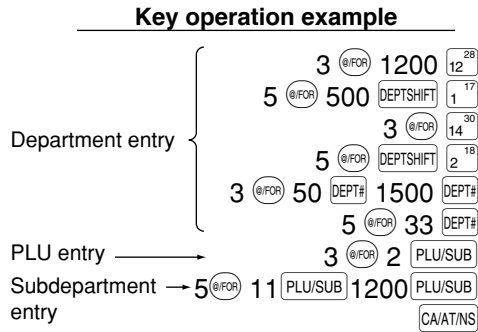 Key operation example
3 @/FOR 1200 12 28
5 @/FOR 500 DEPTSHIFT 1 17
3 @/FOR 14 30
Department entry
5 @/FOR DEPTSHIFT 2 18
3 @/FOR 50 DEPT# 1500 DEPT#
5 @/FOR 33 DEPT#
PLU entry 3 @/FOR 2 PLU/SUB
Subdepartment 5 @/FOR 11 PLU/SUB 1200 PLU/SUB
entry CA/AT/NS